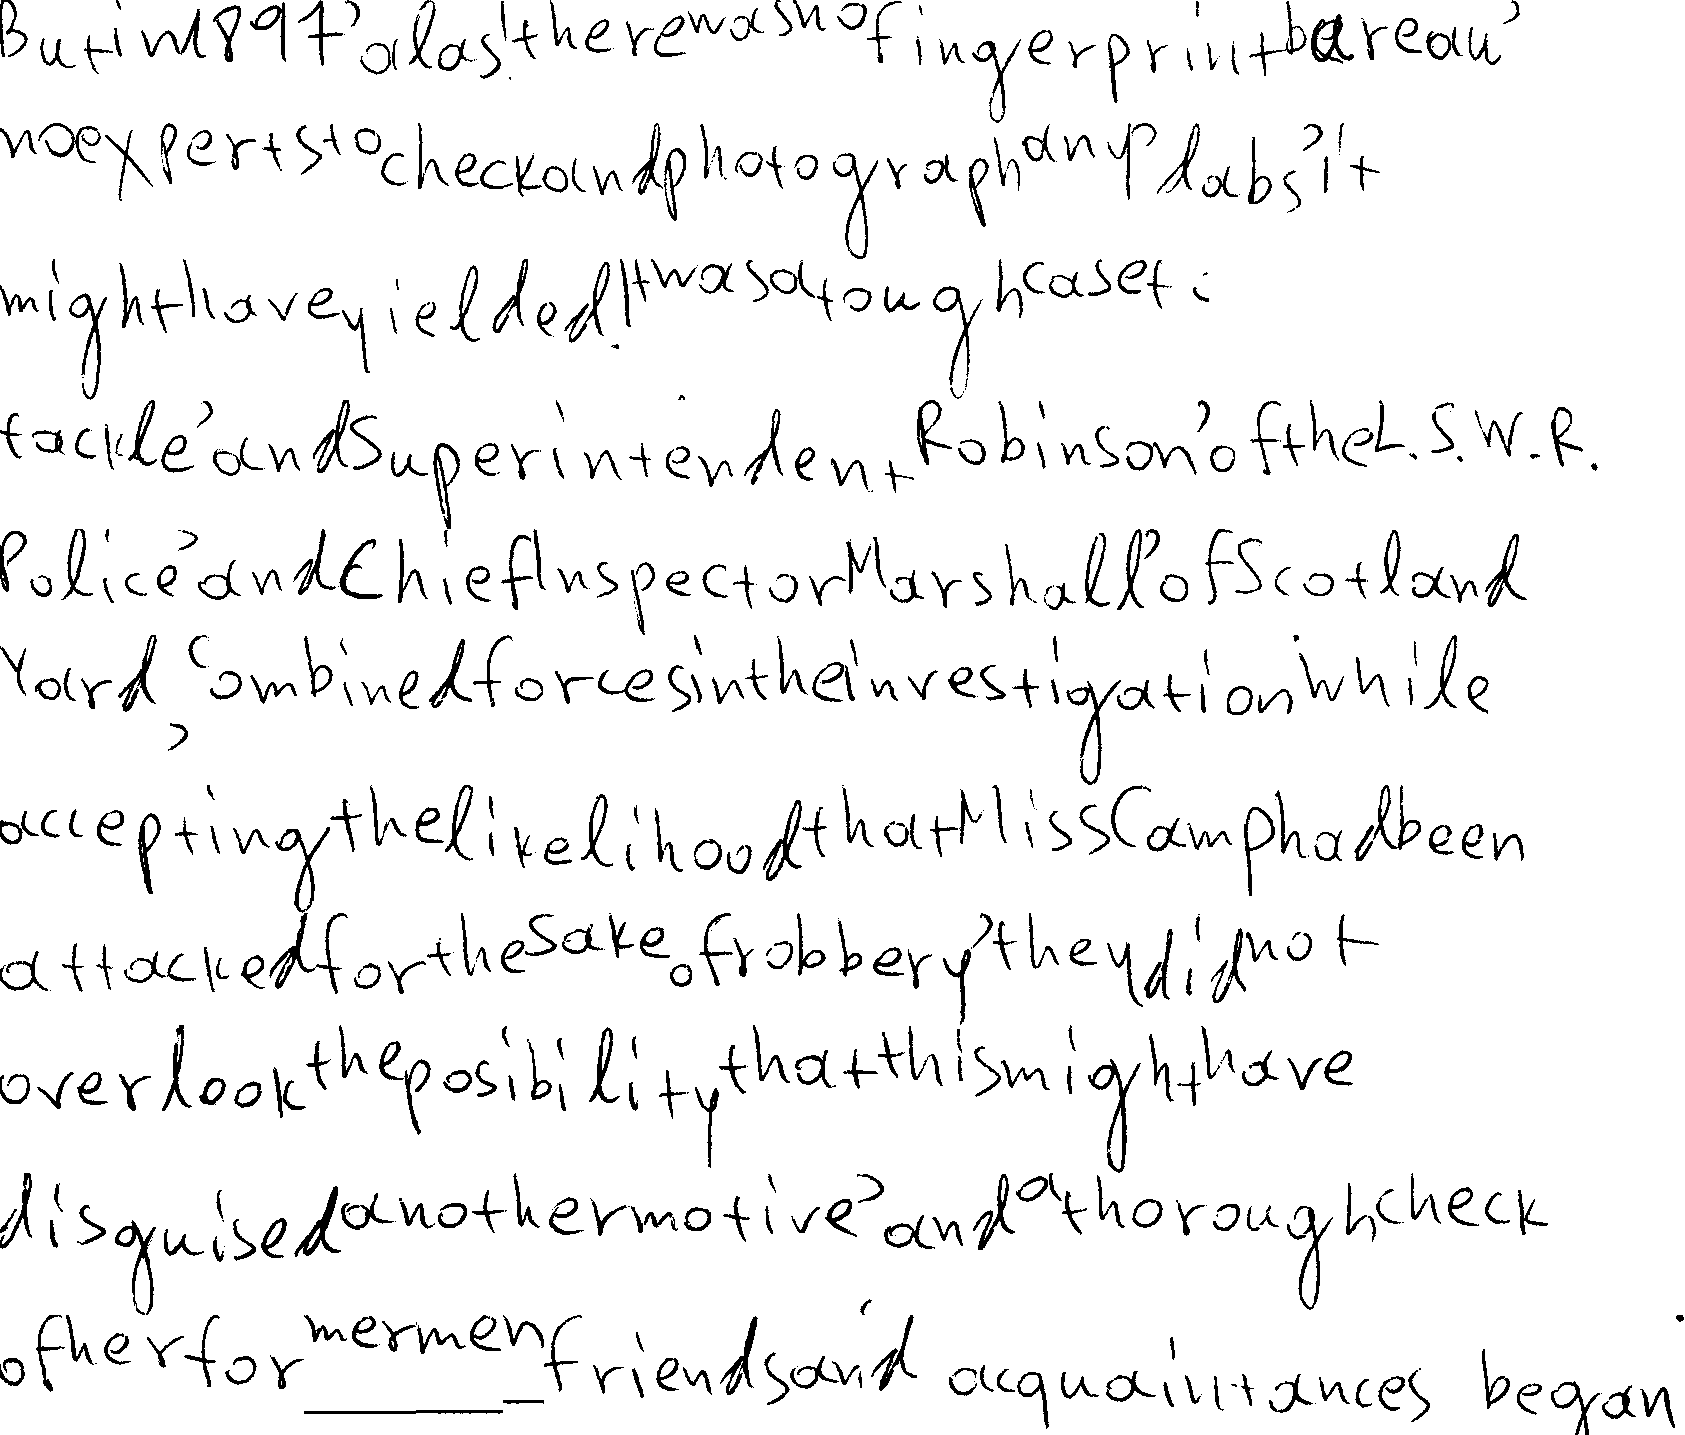 But in 1897, alas, there was no fingerprint bureau,
no experts to check and photograph any dabs it
might have yielded. It was a tough case t:
tackle, and Superintendent Robinson, of the L.S.W.R.
Police, and Chief Inspector Marshall, of Scotland
Yard, combined forces in the investigation. While
accepting the likelihood that Miss Camp had been
attacked for the sake of robbery, they did not
overlook the posibility that this might have
disguised another motive, and a thorough check
of her for mer men friends and acquaintances began.